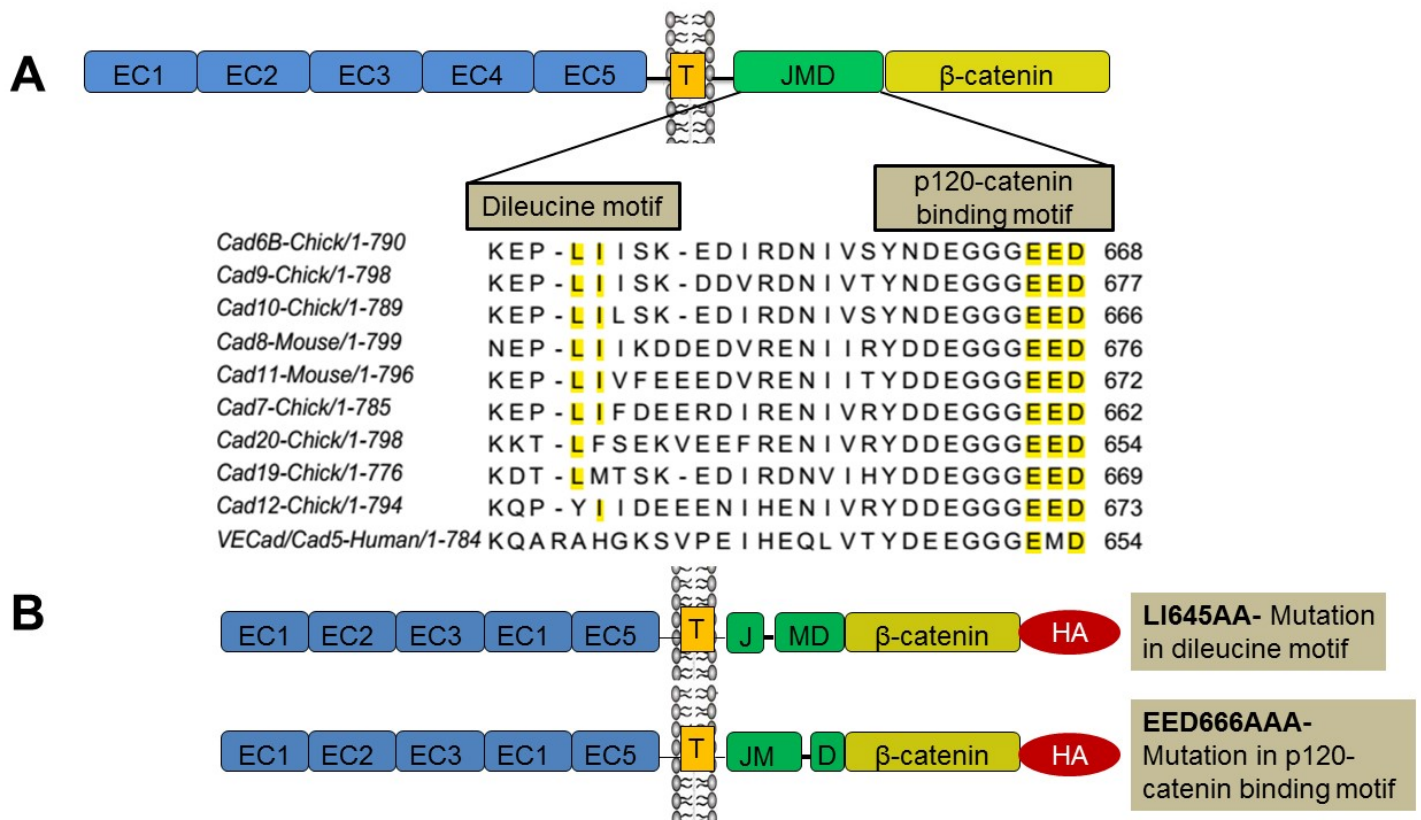 A
EC1 EC2 EC3 EC4 EC5 T JMD β-catenin
Dileucine motif
p120-catenin
binding motif
Cad6B-Chick/1-790 KEP-LIISK-EDIRDNIVSYNDEGGGEED 668
Cad9-Chick/1-798 KEP-LIISK-DDVRDNIVTYNDEGGGEED 677
Cad10-Chick/1-789 KEP-LILSK-EDIRDNIVSYNDEGGGEED 666
Cad8-Mouse/1-799 NEP-LIIKDDEDVRENIIRYDDEGGGEED 676
Cad11-Mouse/1-796 KEP-LIVFEEEDVRENIITYDDEGGGEED 672
Cad7-Chick/1-785 KEP-LIFDEERDIRENIVRYDDEGGGEED 662
Cad20-Chick/1-798 KKT-LFSEKVEEFRENIVRYDDEGGGEED 654
Cad19-Chick/1-776 KDT-LMTSK-EDIRDNVIHYDDEGGGEED 669
Cad12-Chick/1-794 KQP-YIIDEEENIHENIVRYDDEGGGEED 673
VECad/Cad5-Human/1-784 KQARAHGKSVPEIHEQLVTYDEEGGGEMD 654
B
EC1 EC2 EC3 EC1 EC5 T J MD β-catenin HA
LI645AA- Mutation
in dileucine motif
EC1 EC2 EC3 EC1 EC5 T JM D β-catenin HA
EED666AAA-
Mutation in p120-
catenin binding motif